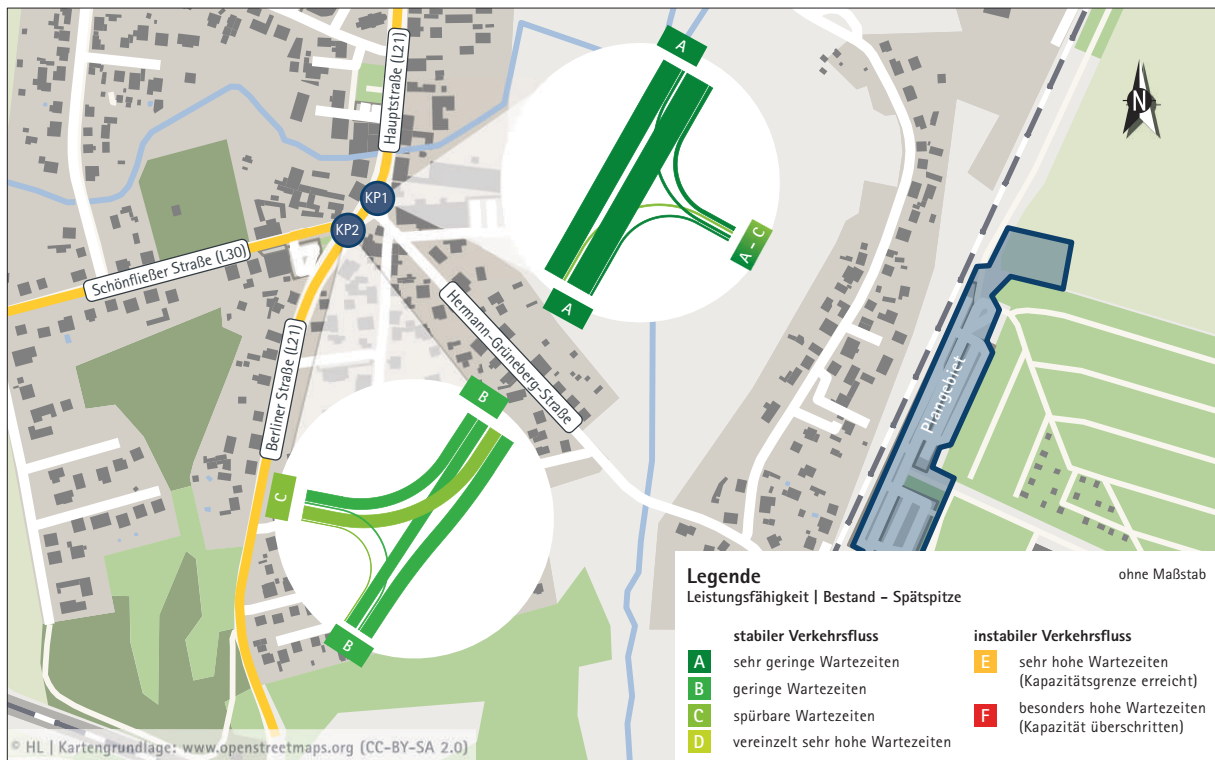 Hauptstraße (L21)
A
KP1
KP2
A - C
Schönfließer Straße (L30)
A
Hermann-Grüneberg-Straße
Berliner Straße (L21)
Plangebiet
N
B
C
B
Legende
ohne Maßstab
Leistungsfähigkeit | Bestand – Spätspitze
stabiler Verkehrsfluss
A sehr geringe Wartezeiten
B geringe Wartezeiten
C spürbare Wartezeiten
D vereinzelt sehr hohe Wartezeiten
instabiler Verkehrsfluss
E sehr hohe Wartezeiten
(Kapazitätsgrenze erreicht)
F besonders hohe Wartezeiten
(Kapazität überschritten)
© HL | Kartengrundlage: www.openstreetmaps.org (CC-BY-SA 2.0)